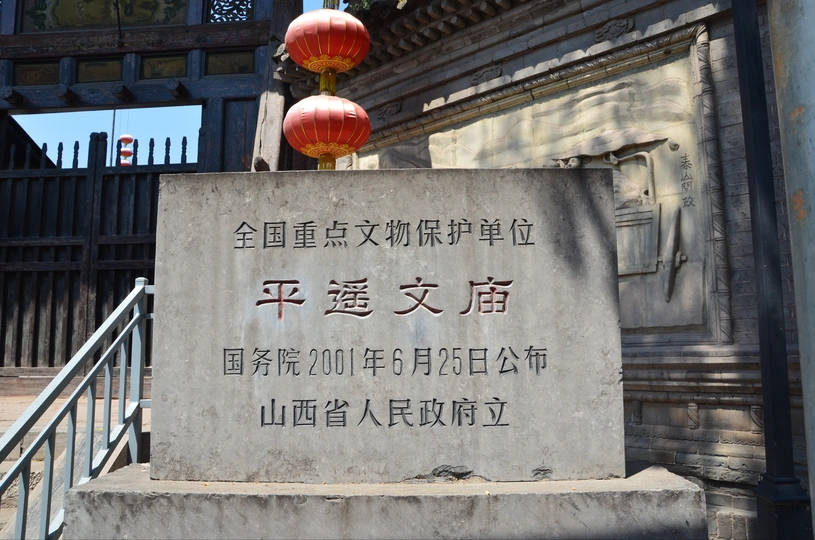 全国重点文物保护单位
平遥文庙
国务院2001年6月25日公布
山西省人民政府立